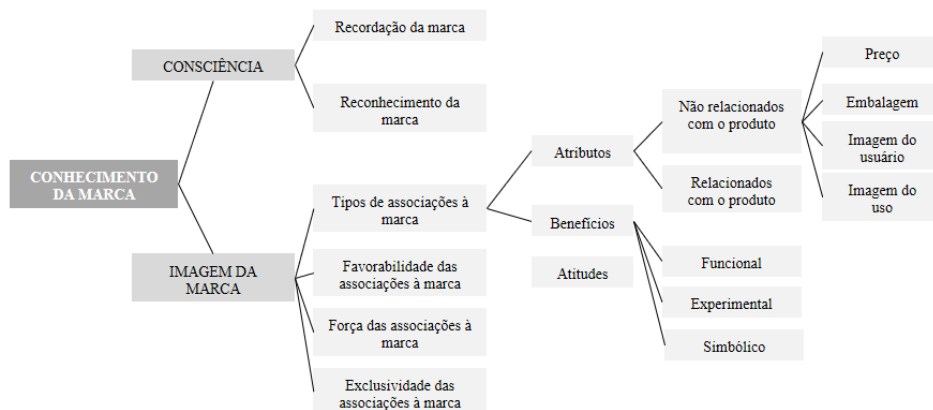 CONHECIMENTO
DA MARCA
CONSCIÊNCIA
Recordação da marca
Reconhecimento da
marca
IMAGEM DA
MARCA
Tipos de associações à
marca
Atributos
Não relacionados
com o produto
Preço
Embalagem
Imagem do
usuário
Imagem do
uso
Relacionados
com o produto
Benefícios
Funcional
Experimental
Simbólico
Atitudes
Favorabilidade das
associações à marca
Força das associações à
marca
Exclusividade das
associações à marca